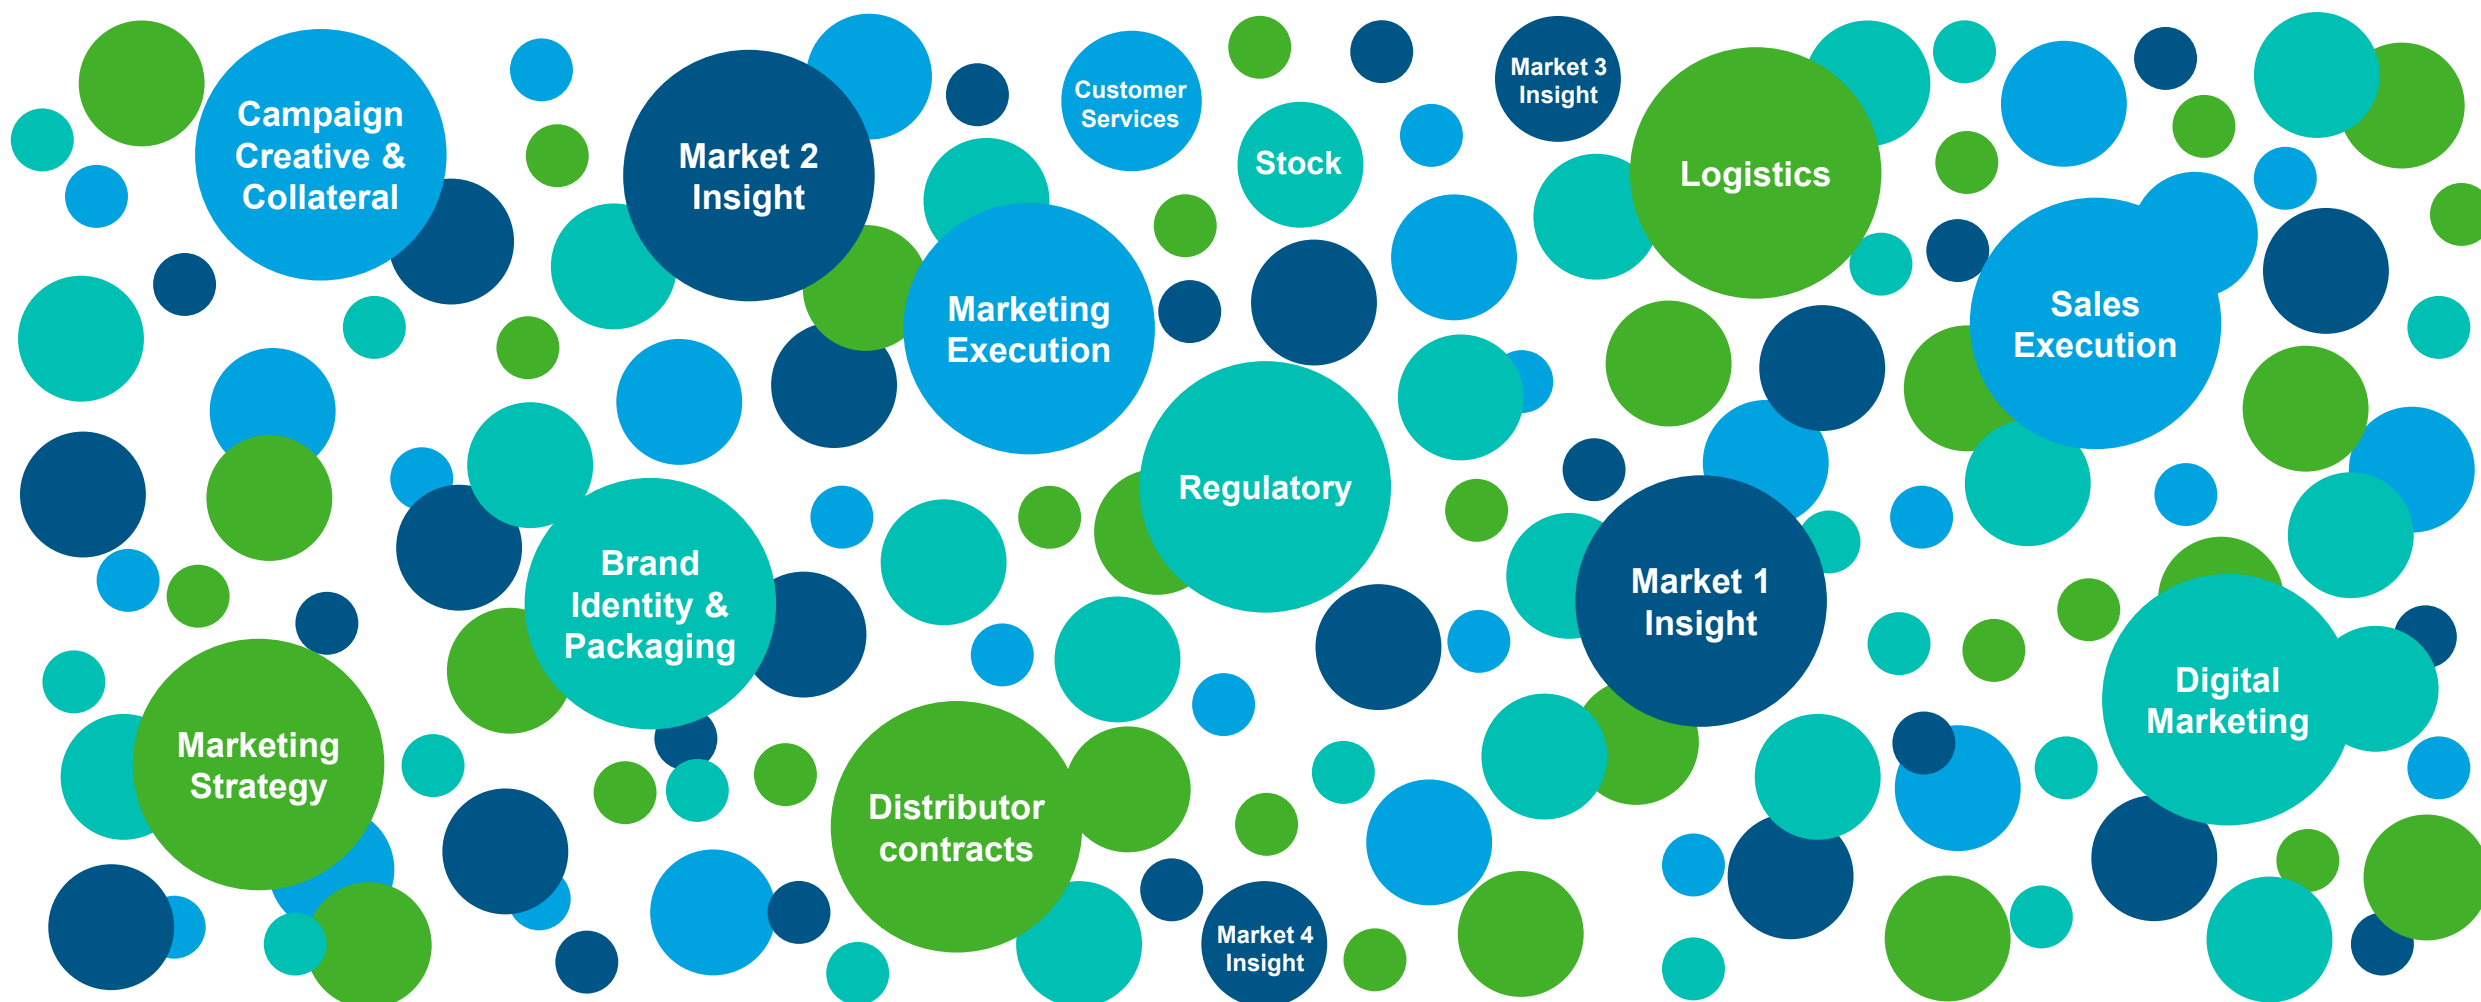 Campaign
Creative &
Collateral
Market 2
Insight
Customer
Services
Stock
Market 3
Insight
Logistics
Marketing
Execution
Sales
Execution
Regulatory
Brand
Identity &
Packaging
Market 1
Insight
Marketing
Strategy
Distributor
contracts
Digital
Marketing
Market 4
Insight